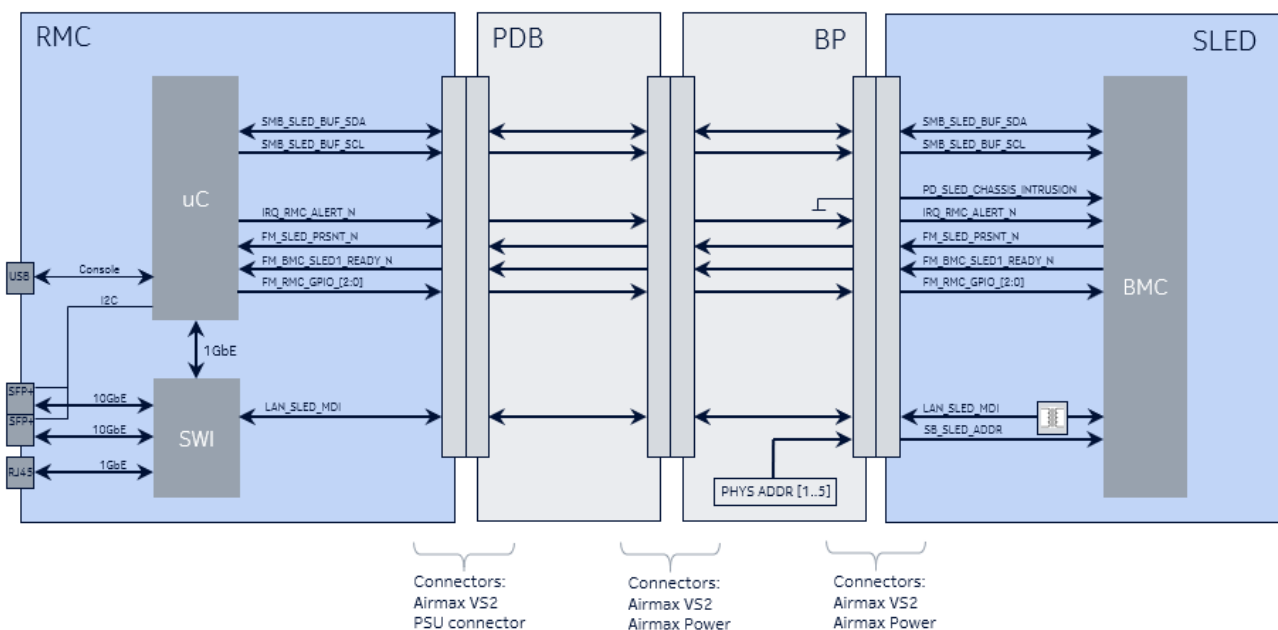 RMC
PDB
BP
SLED
SMB_SLED_BUF_SDA
SMB_SLED_BUF_SCL
uC
IRQ_RMC_ALERT_N
FM_SLED_PRSNT_N
FM_BMC_SLED1_READY_N
FM_RMC_GPIO_[2:0]
USB
Console
I2C
1GbE
SFP+
10GbE
SFP+
10GbE
SWI
LAN_SLED_MDI
RJ45
1GbE
PHYS ADDR [1..5]
SMB_SLED_BUF_SDA
SMB_SLED_BUF_SCL
PD_SLED_CHASSIS_INTRUSION
IRQ_RMC_ALERT_N
FM_SLED_PRSNT_N
FM_BMC_SLED1_READY_N
FM_RMC_GPIO_[2:0]
BMC
LAN_SLED_MDI
SB_SLED_ADDR
Connectors:
Airmax VS2
PSU connector
Connectors:
Airmax VS2
Airmax Power
Connectors:
Airmax VS2
Airmax Power